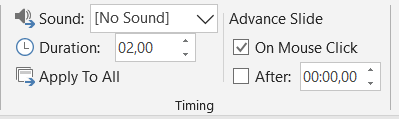 Sound: [No Sound] Advance Slide
Duration: 02,00 On Mouse Click
Apply To All After: 00:00,00
Timing